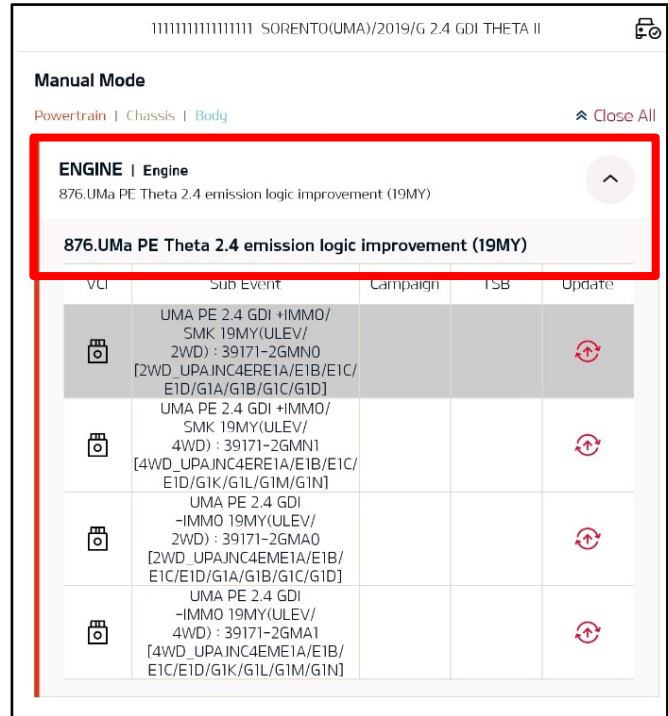 11111111111111111 SORENTO(UMA)/2019/G 2.4 GDI THETA II
Manual Mode
Powertrain | Chassis | Body
Close All
ENGINE | Engine
876.UMa PE Theta 2.4 emission logic improvement (19MY)
876.UMa PE Theta 2.4 emission logic improvement (19MY)
VCI Sub Event Campaign TSB Update
UMA PE 2.4 GDI +IMMO/
SMK 19MY(ULEV/
2WD) : 39171-2GMN0
[2WD_UPAJNC4ERE1A/E1B/E1C/
E1D/G1A/G1B/G1C/G1D]
UMA PE 2.4 GDI +IMMO/
SMK 19MY(ULEV/
4WD) : 39171-2GMN1
[4WD_UPAJNC4ERE1A/E1B/E1C/
E1D/G1K/G1L/G1M/G1N]
UMA PE 2.4 GDI
-IMMO 19MY(ULEV/
2WD) : 39171-2GMA0
[2WD_UPAJNC4EME1A/E1B/
E1C/E1D/G1A/G1B/G1C/G1D]
UMA PE 2.4 GDI
-IMMO 19MY(ULEV/
4WD) : 39171-2GMA1
[4WD_UPAJNC4EME1A/E1B/
E1C/E1D/G1K/G1L/G1M/G1N]